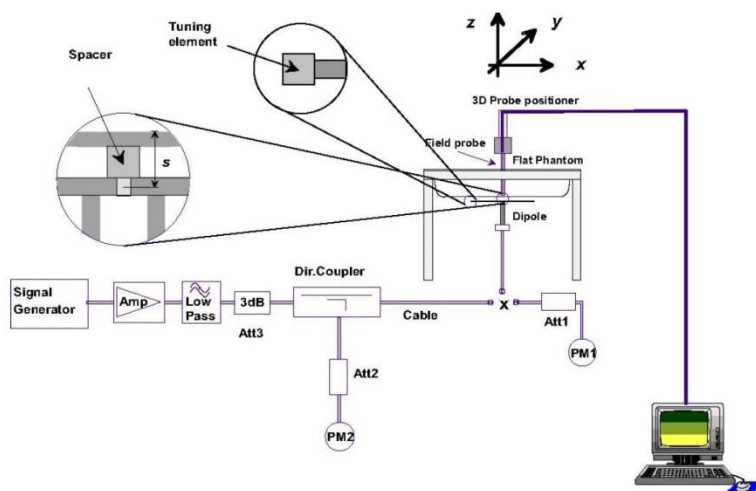 Tuning
element
Spacer
s
z
y
x
3D Probe positioner
Field probe
Flat Phantom
Dipole
Signal
Generator
Amp
Low
Pass
3dB
Att3
Dir.Coupler
Cable
x
Att1
PM1
Att2
PM2